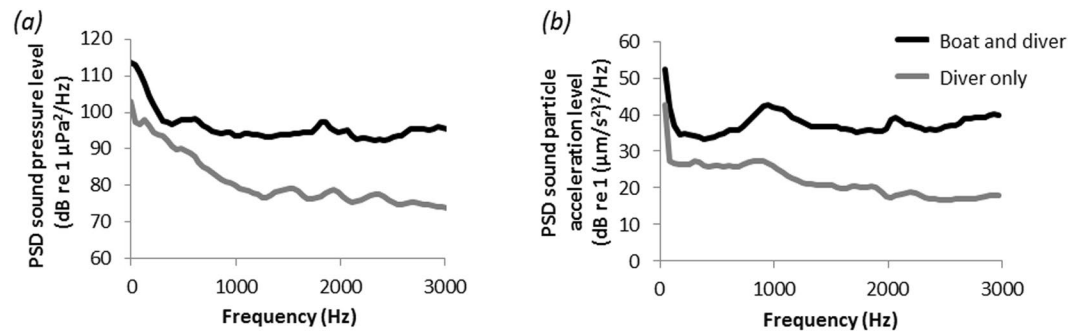 (a)
PSD sound pressure level
(dB re 1 µPa²/Hz)
120
110
100
90
80
70
60
0
1000
2000
3000
Frequency (Hz)
(b)
PSD sound particle
acceleration level
(dB re 1 (µm/s²)²/Hz)
60
50
40
30
20
10
0
0
1000
2000
3000
Frequency (Hz)
Boat and diver
Diver only